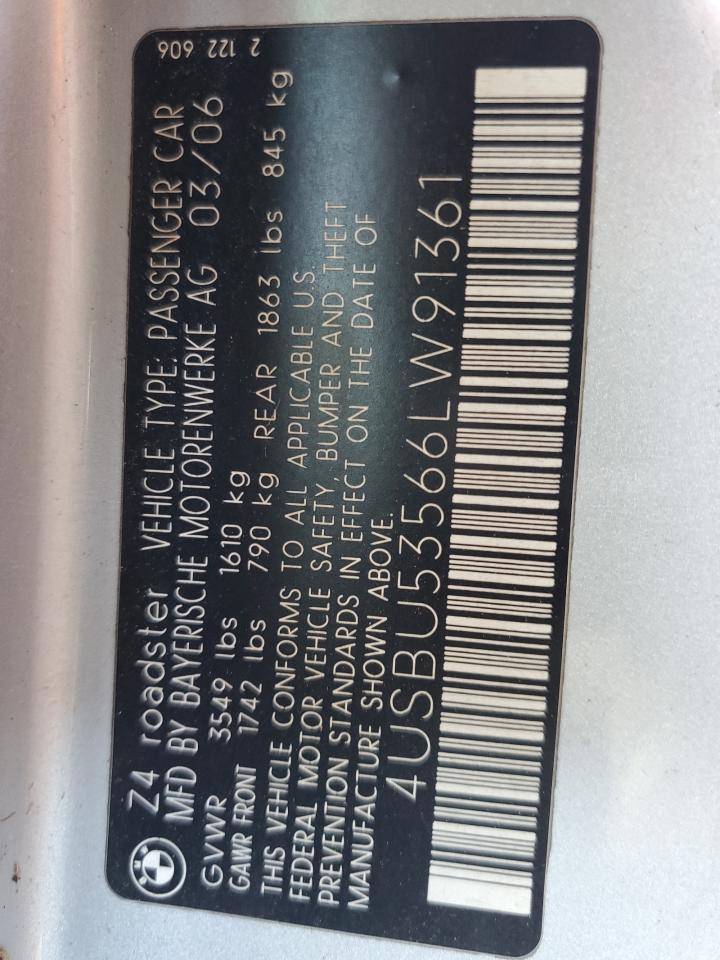 Z4 roadster VEHICLE TYPE: PASSENGER CAR 2 122 606
MFD BY BAYERISCHE MOTORENWERKE AG 03/06
GVWR 3549 lbs 1610 kg
GAWR FRONT 1742 lbs 790 kg REAR 1863 lbs 845 kg
THIS VEHICLE CONFORMS TO ALL APPLICABLE U.S.
FEDERAL MOTOR VEHICLE SAFETY, BUMPER AND THEFT
PREVENTION STANDARDS IN EFFECT ON THE DATE OF
MANUFACTURE SHOWN ABOVE.
4USBU53566LW91361